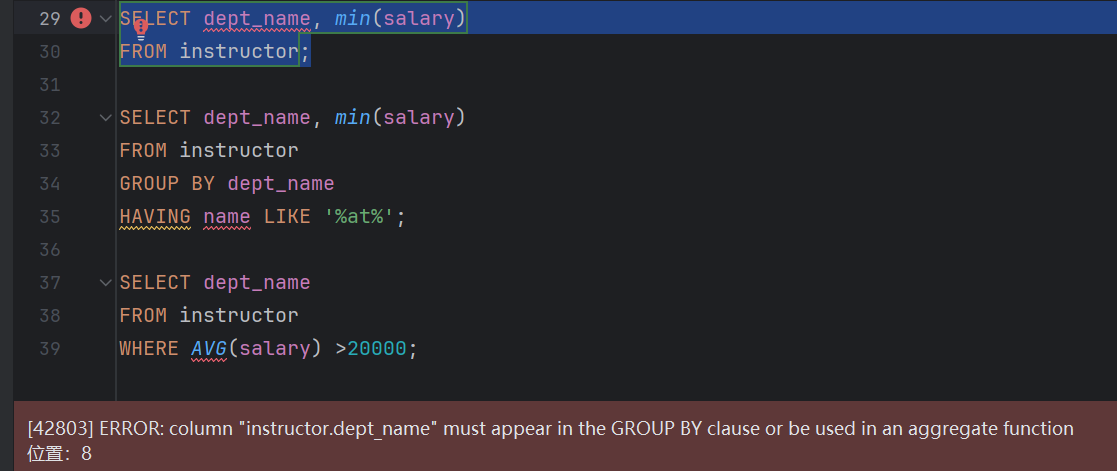 29 SELECT dept_name, min(salary)
30 FROM instructor;
31
32 SELECT dept_name, min(salary)
33 FROM instructor
34 GROUP BY dept_name
35 HAVING name LIKE '%at%';
36
37 SELECT dept_name
38 FROM instructor
39 WHERE AVG(salary) >20000;
[42803] ERROR: column "instructor.dept_name" must appear in the GROUP BY clause or be used in an aggregate function
位置：8